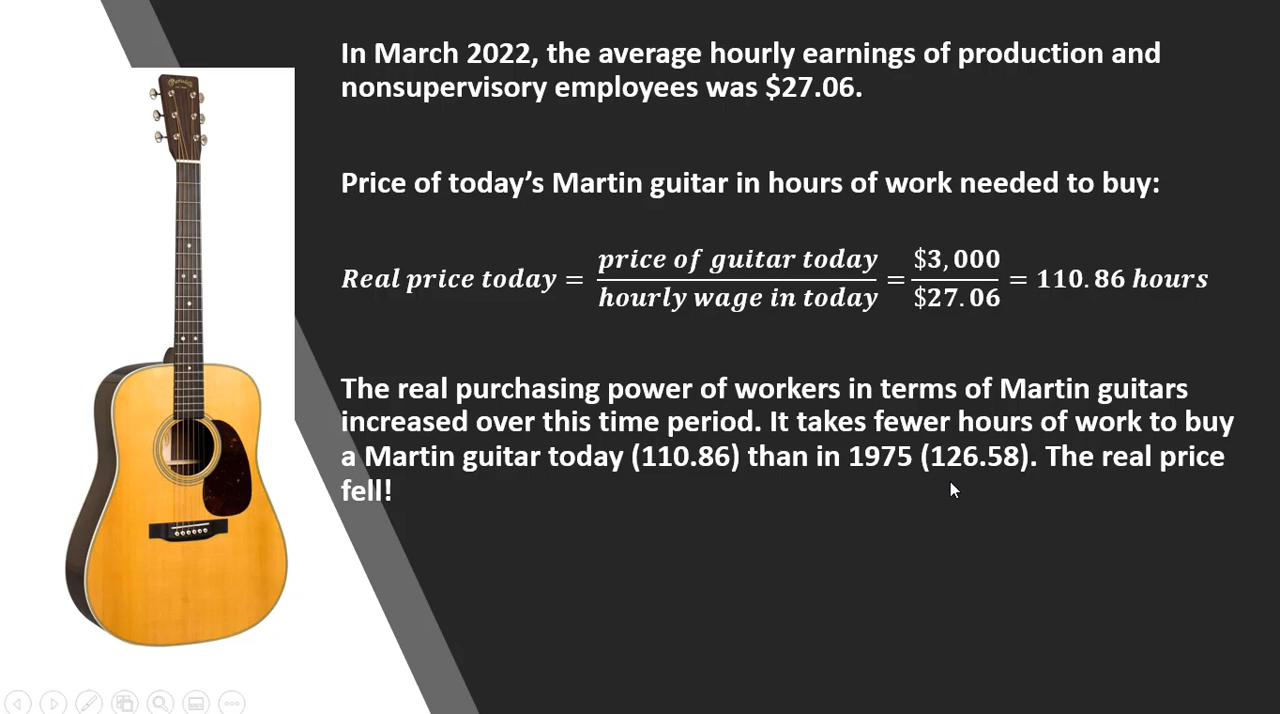 In March 2022, the average hourly earnings of production and
nonsupervisory employees was $27.06.
Price of today’s Martin guitar in hours of work needed to buy:
Real price today = price of guitar today / hourly wage in today = $3,000 / $27.06 = 110.86 hours
The real purchasing power of workers in terms of Martin guitars
increased over this time period. It takes fewer hours of work to buy
a Martin guitar today (110.86) than in 1975 (126.58). The real price
fell!